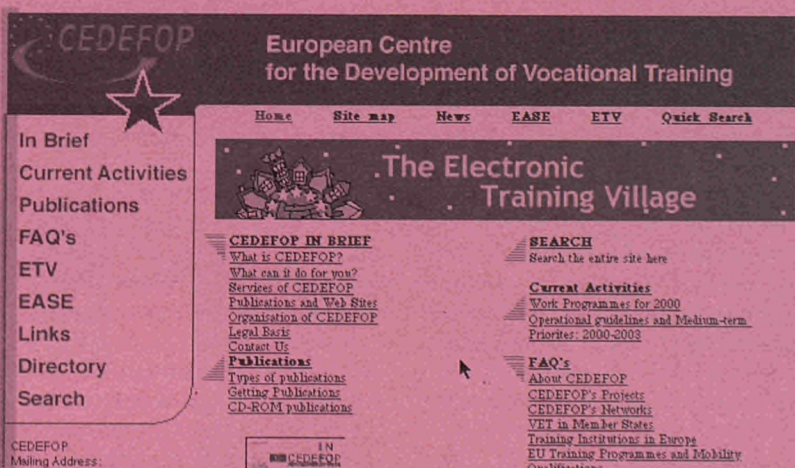 CEDEFOP
European Centre
for the Development of Vocational Training
Home Site map News EASE ETV Quick Search
In Brief
Current Activities
Publications
FAQ's
ETV
EASE
Links
Directory
Search
CEDEFOP
Mailing Address:
The Electronic
Training Village
CEDEFOP IN BRIEF
What is CEDEFOP?
What can it do for you?
Services of CEDEFOP
Publications and Web Sites
Organisation of CEDEFOP
Legal Basis
Contact Us
Publications
Types of publications
Getting Publications
CD-ROM publications
IN
CEDEFOP
SEARCH
Search the entire site here
Current Activities
Work Programmes for 2000
Operational guidelines and Medium-term
Priorites: 2000-2003
FAQ's
About CEDEFOP
CEDEFOP's Projects
CEDEFOP's Networks
VET in Member States
Training Institutions in Europe
EU Training Programmes and Mobility
Qualifications